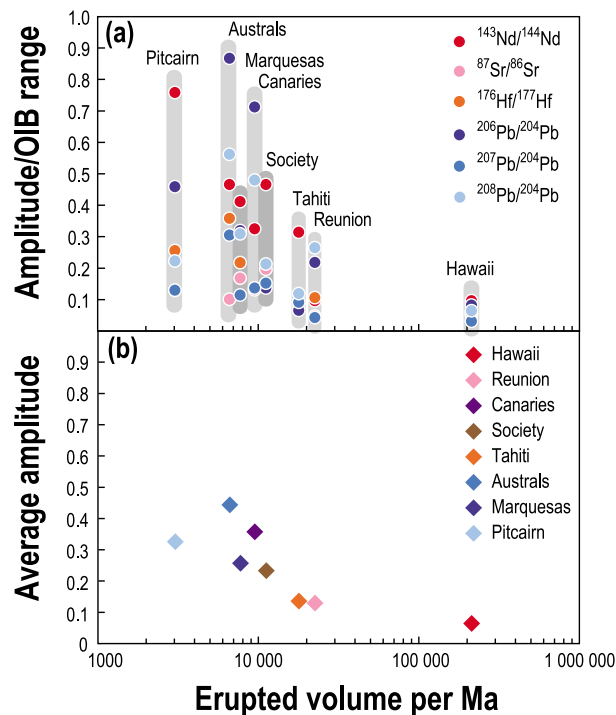 Amplitude/OIB range
1.0
0.9
0.8
0.7
0.6
0.5
0.4
0.3
0.2
0.1
(a)
Pitcairn
Australs
Marquesas
Canaries
Society
Tahiti
Reunion
Hawaii
¹⁴³Nd/¹⁴⁴Nd
⁸⁷Sr/⁸⁶Sr
¹⁷⁶Hf/¹⁷⁷Hf
²⁰⁶Pb/²⁰⁴Pb
²⁰⁷Pb/²⁰⁴Pb
²⁰⁸Pb/²⁰⁴Pb
Average amplitude
0.9
0.8
0.7
0.6
0.5
0.4
0.3
0.2
0.1
0
(b)
Hawaii
Reunion
Canaries
Society
Tahiti
Australs
Marquesas
Pitcairn
1000
10 000
100 000
1 000 000
Erupted volume per Ma